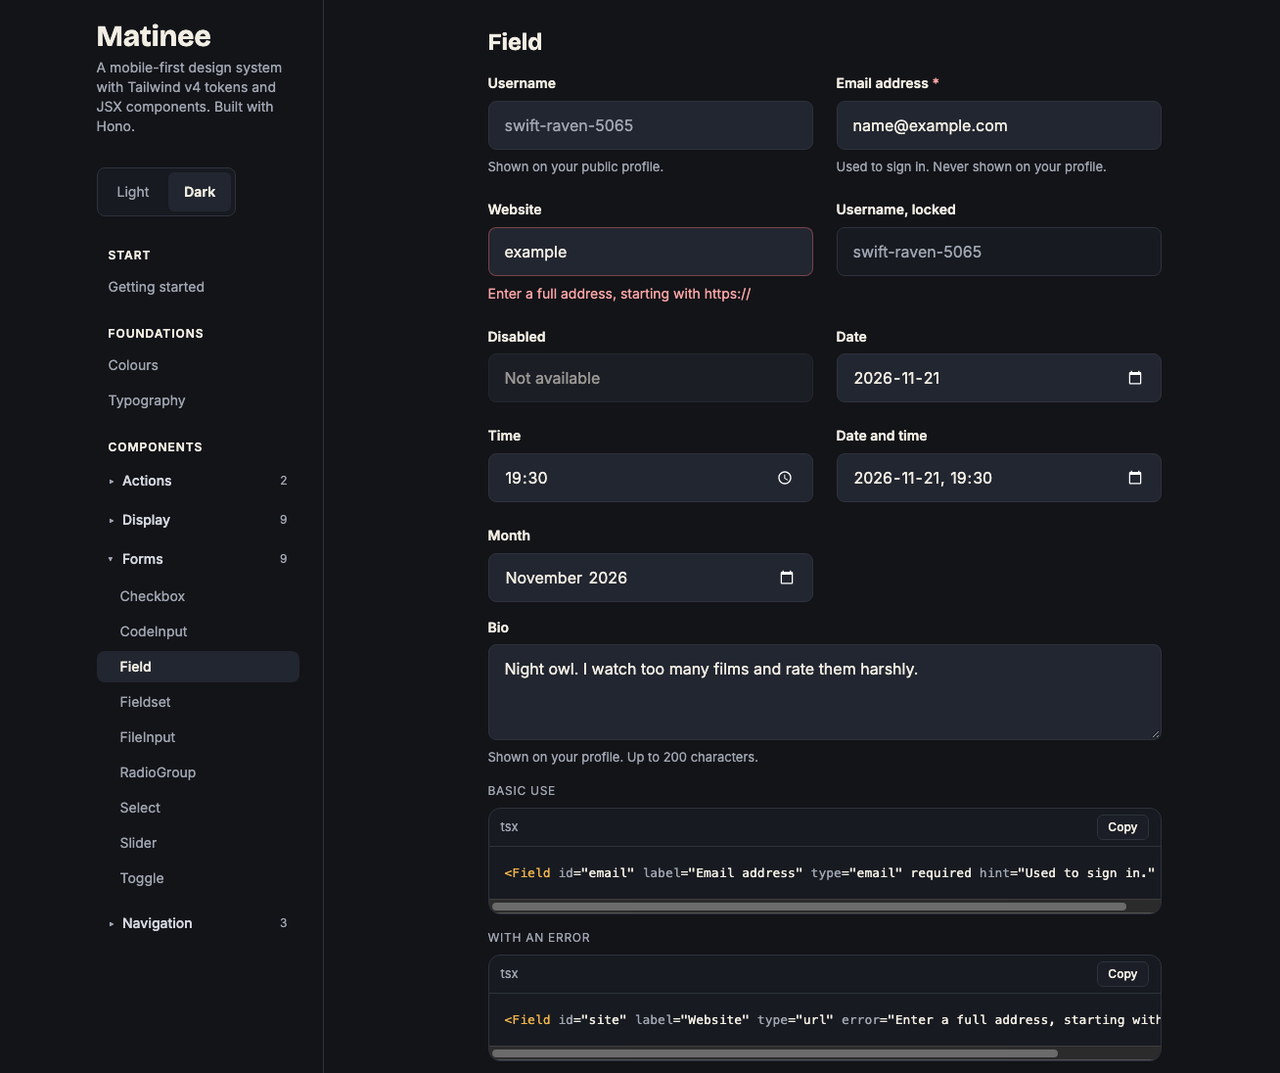 Matinee
A mobile-first design system
with Tailwind v4 tokens and
JSX components. Built with
Hono.
Light
Dark
START
Getting started
FOUNDATIONS
Colours
Typography
COMPONENTS
Actions 2
Display 9
Forms 9
Checkbox
CodeInput
Field
Fieldset
FileInput
RadioGroup
Select
Slider
Toggle
Navigation 3
Field
Username
swift-raven-5065
Shown on your public profile.
Email address *
name@example.com
Used to sign in. Never shown on your profile.
Website
example
Enter a full address, starting with https://
Username, locked
swift-raven-5065
Disabled
Not available
Date
2026-11-21
Time
19:30
Date and time
2026-11-21, 19:30
Month
November 2026
Bio
Night owl. I watch too many films and rate them harshly.
Shown on your profile. Up to 200 characters.
BASIC USE
tsx
Copy
<Field id="email" label="Email address" type="email" required hint="Used to sign in."
WITH AN ERROR
tsx
Copy
<Field id="site" label="Website" type="url" error="Enter a full address, starting with